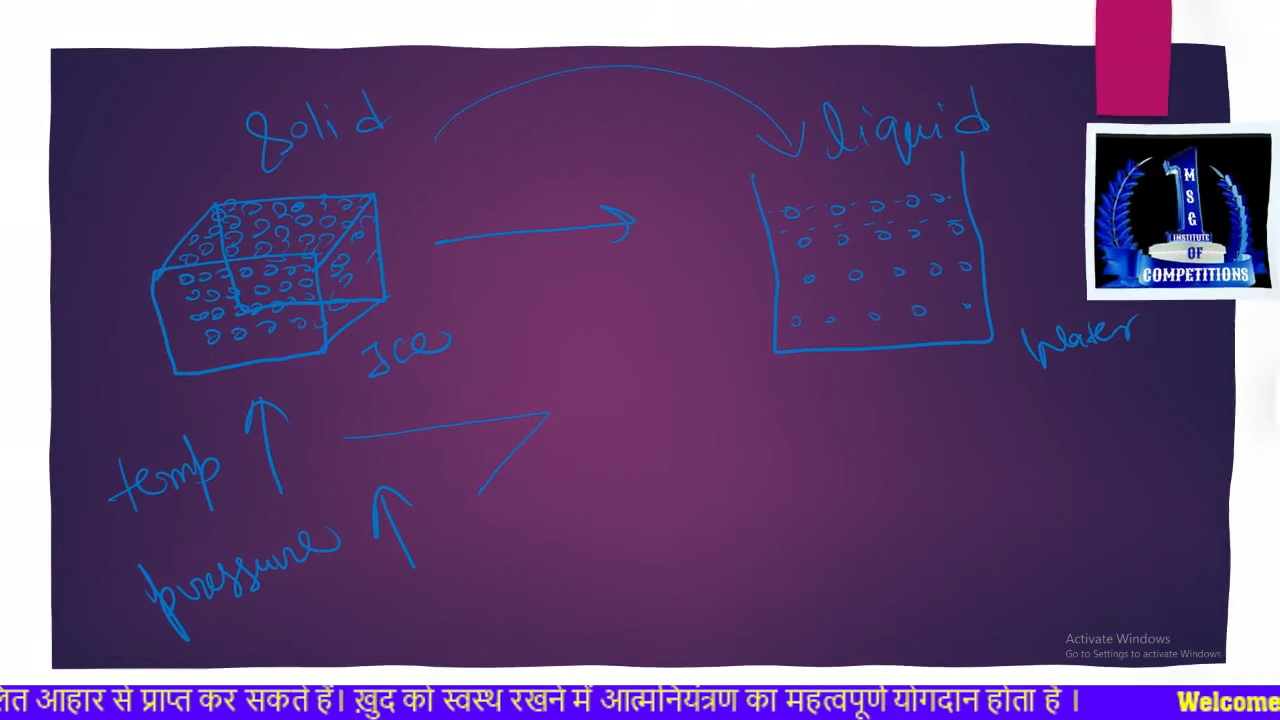 Solid
liquid
Ice
Water
temp ↑
pressure ↑
1
MSG
INSTITUTE
OF
COMPETITIONS
Activate Windows
Go to Settings to activate Windows.
आहार से प्राप्त कर सकते हैं। ख़ुद को स्वस्थ रखने में आत्मनियंत्रण का महत्वपूर्ण योगदान होता है । Welcome